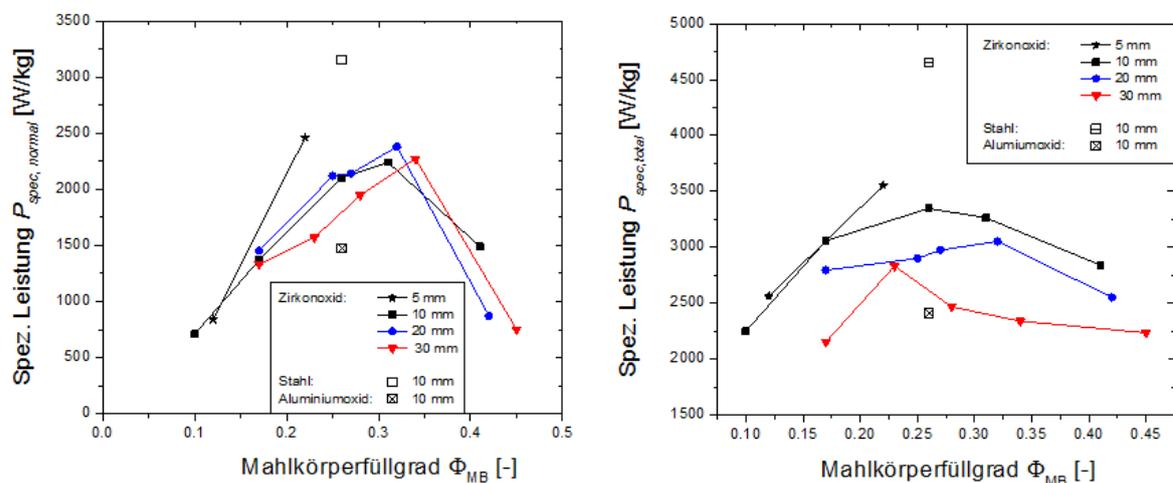 3500
3000
2500
2000
1500
1000
500
0
0.0 0.1 0.2 0.3 0.4 0.5
Spez. Leistung P spec, normal [W/kg]
Mahlkörperfüllgrad Φ MB [-]
Zirkonoxid: 5 mm
10 mm
20 mm
30 mm
Stahl: 10 mm
Aluminiumoxid: 10 mm
5000
4500
4000
3500
3000
2500
2000
1500
0.10 0.15 0.20 0.25 0.30 0.35 0.40 0.45
Spez. Leistung P spec,total [W/kg]
Mahlkörperfüllgrad Φ MB [-]
Zirkonoxid: 5 mm
10 mm
20 mm
30 mm
Stahl: 10 mm
Alumiumoxid: 10 mm